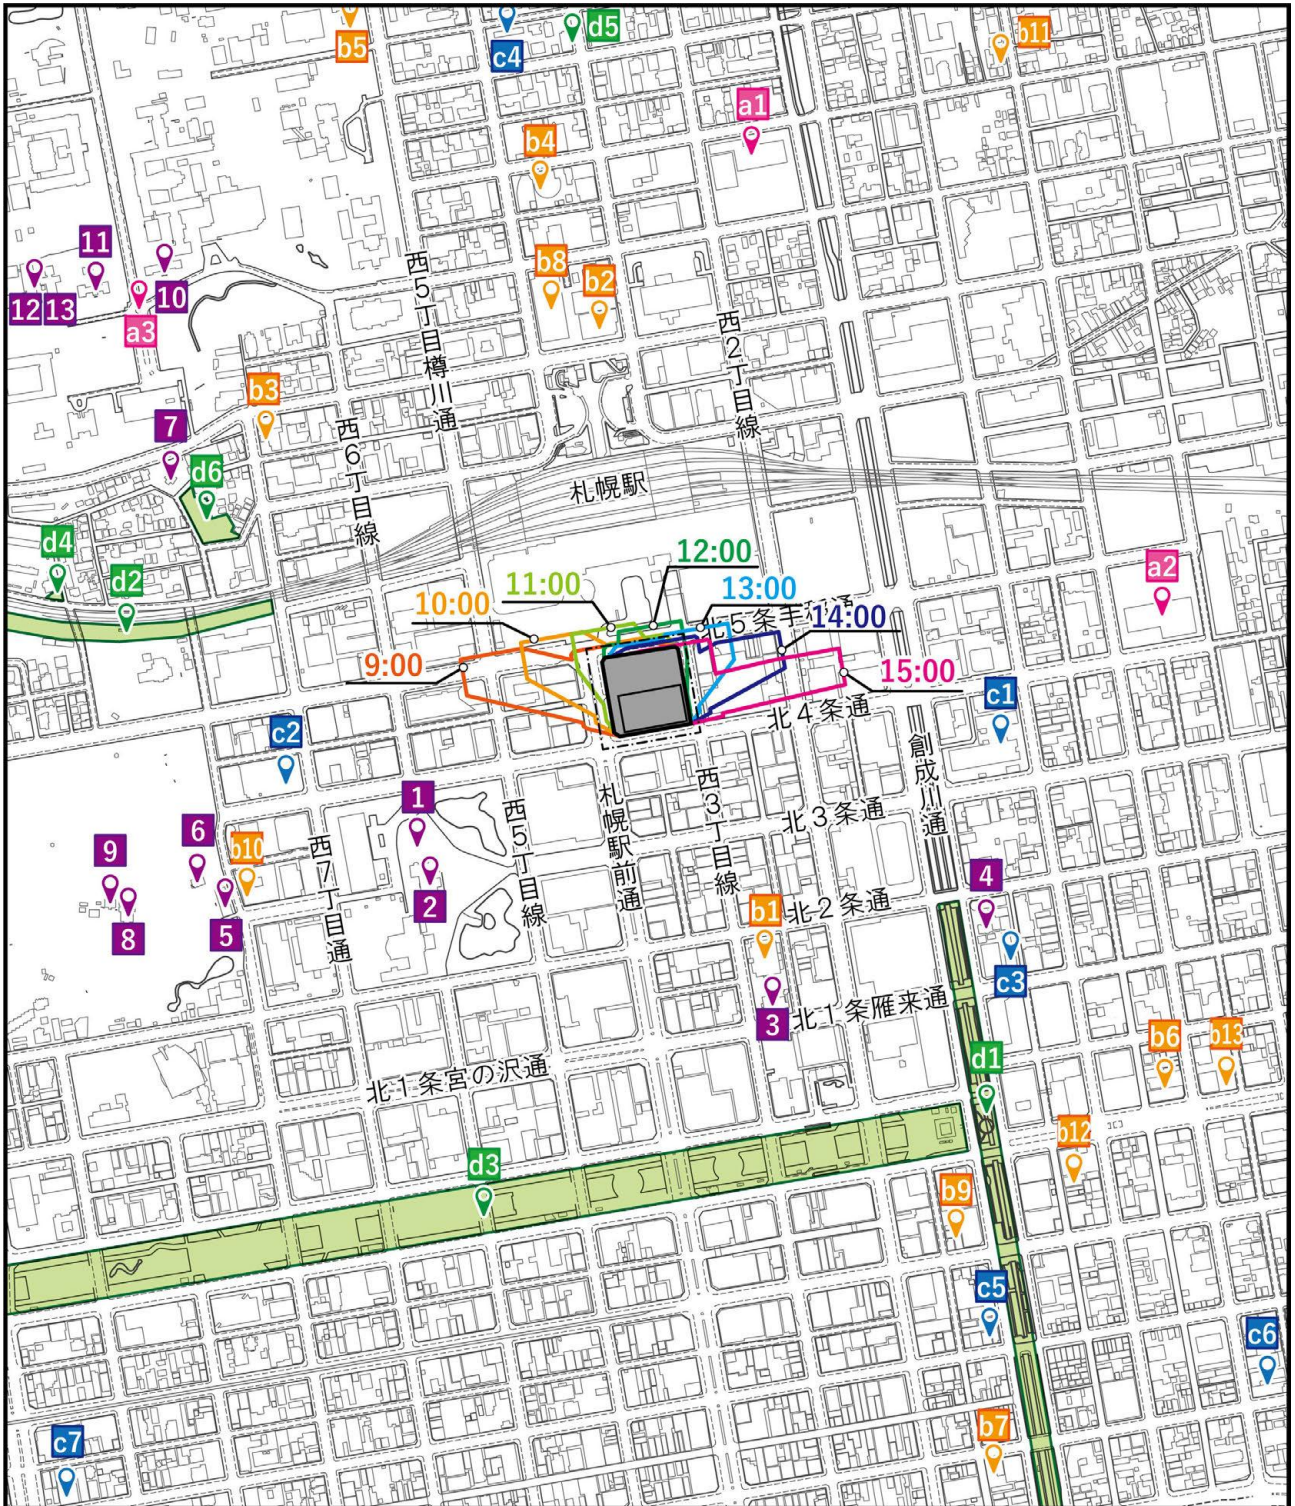 b5
c4
d5
b11
a1
b4
11
12 13
10
a3
b8
b2
西5丁目樽川通
西2丁目線
b3
西6丁目線
7
d6
札幌駅
d4
d2
12:00
11:00
13:00
10:00
北5条手稲通
14:00
9:00
15:00
a2
c1
北4条通
c2
創成川通
1
西5丁目線
札幌駅前通
西3丁目線
北3条通
6
b10
西7丁目通
9
8
5
2
4
b1
北2条通
c3
3
北1条雁来通
北1条宮の沢通
d1
b6
b13
b12
d3
b9
c5
c6
c7
b7